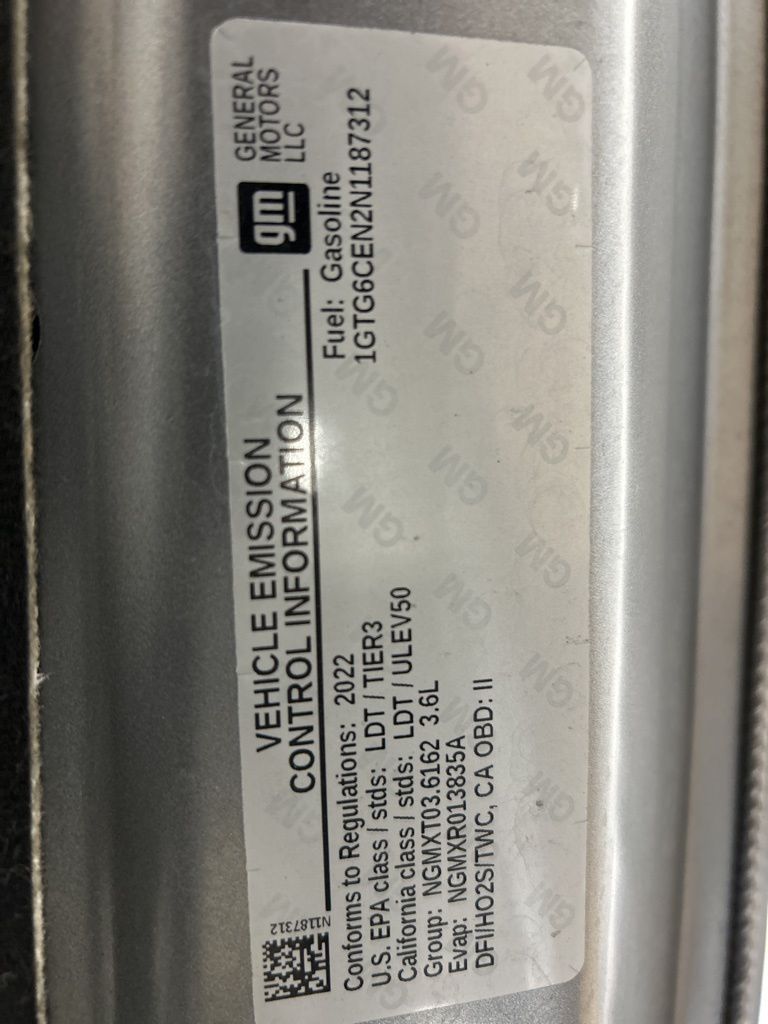 VEHICLE EMISSION
CONTROL INFORMATION
gm
GENERAL
MOTORS
LLC
N1187312
Conforms to Regulations: 2022
U.S. EPA class / stds: LDT / TIER3
California class / stds: LDT / ULEV50
Group: NGMXT03.6162 3.6L
Evap: NGMXR013835A
DFI/HO2S/TWC, CA OBD: II
Fuel: Gasoline
1GTG6CEN2N1187312